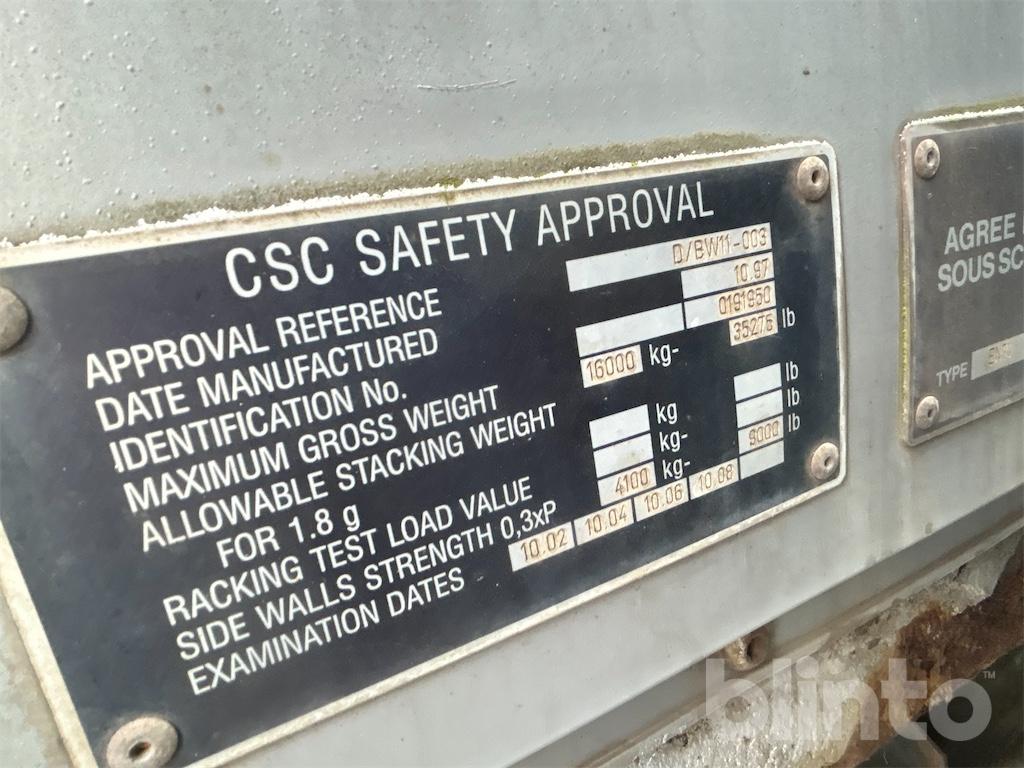 CSC SAFETY APPROVAL
APPROVAL REFERENCE D/BW11-003
DATE MANUFACTURED 10.97
IDENTIFICATION No. 0191950
MAXIMUM GROSS WEIGHT 16000 kg- 35275 lb
ALLOWABLE STACKING WEIGHT
FOR 1.8 g kg lb
RACKING TEST LOAD VALUE kg- lb
SIDE WALLS STRENGTH 0,3xP 4100 kg- 9000 lb
EXAMINATION DATES 10.02 10.04 10.06 10.08
AGREE
SOUS SC
TYPE
blinto™